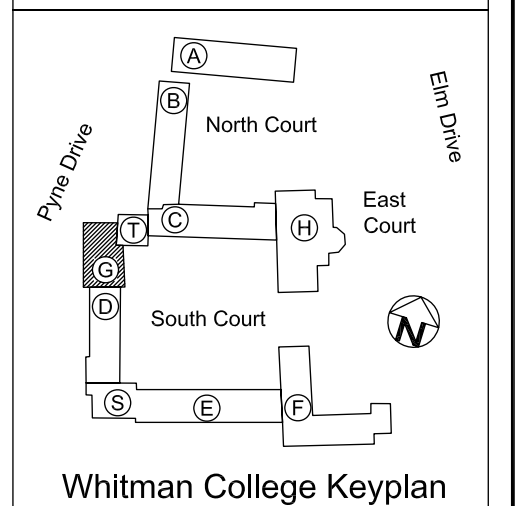 A
B
North Court
Elm Drive
Pyne Drive
East
Court
T
C
H
G
D
South Court
N
S
E
F
Whitman College Keyplan